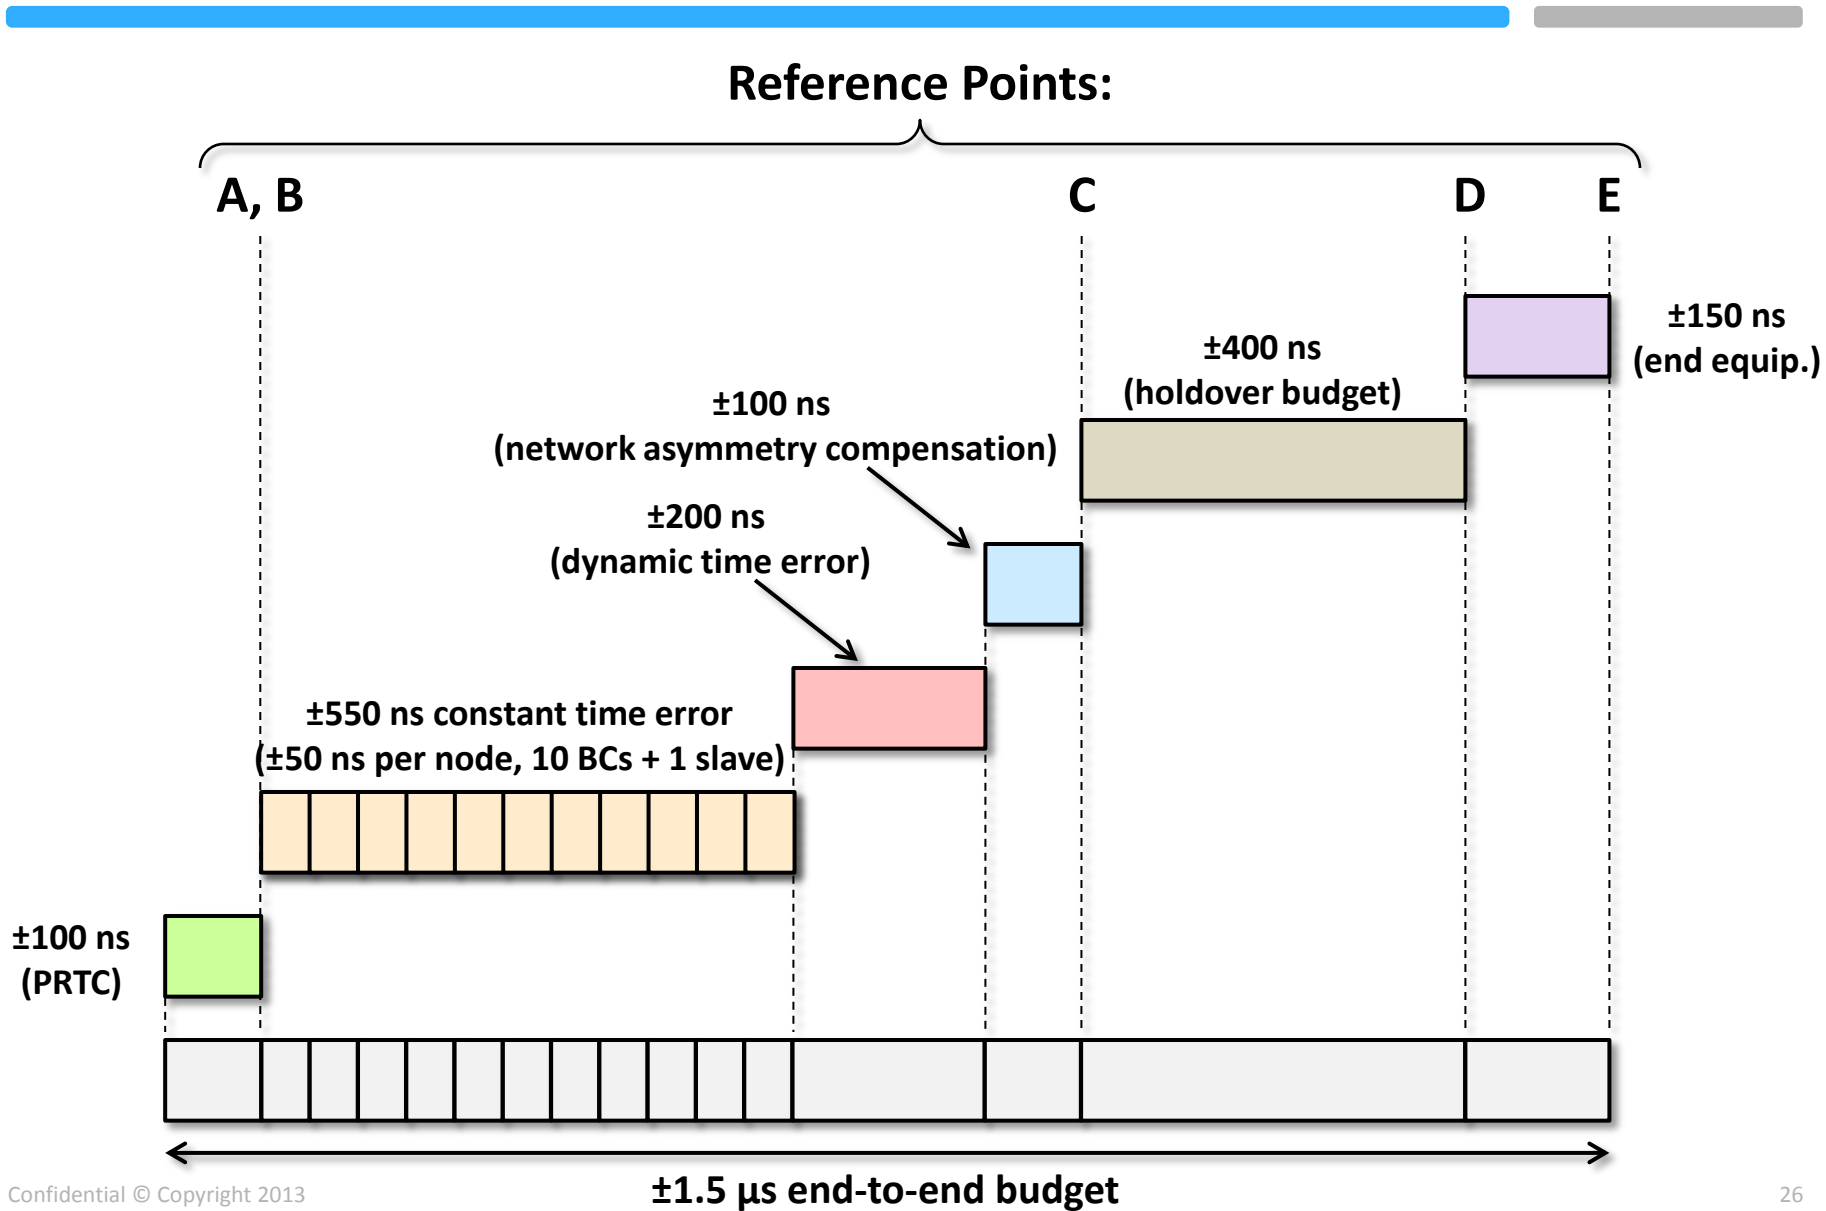 Reference Points:
A, B
C
D
E
±150 ns
(end equip.)
±400 ns
(holdover budget)
±100 ns
(network asymmetry compensation)
±200 ns
(dynamic time error)
±550 ns constant time error
(±50 ns per node, 10 BCs + 1 slave)
±100 ns
(PRTC)
±1.5 µs end-to-end budget
Confidential © Copyright 2013
26